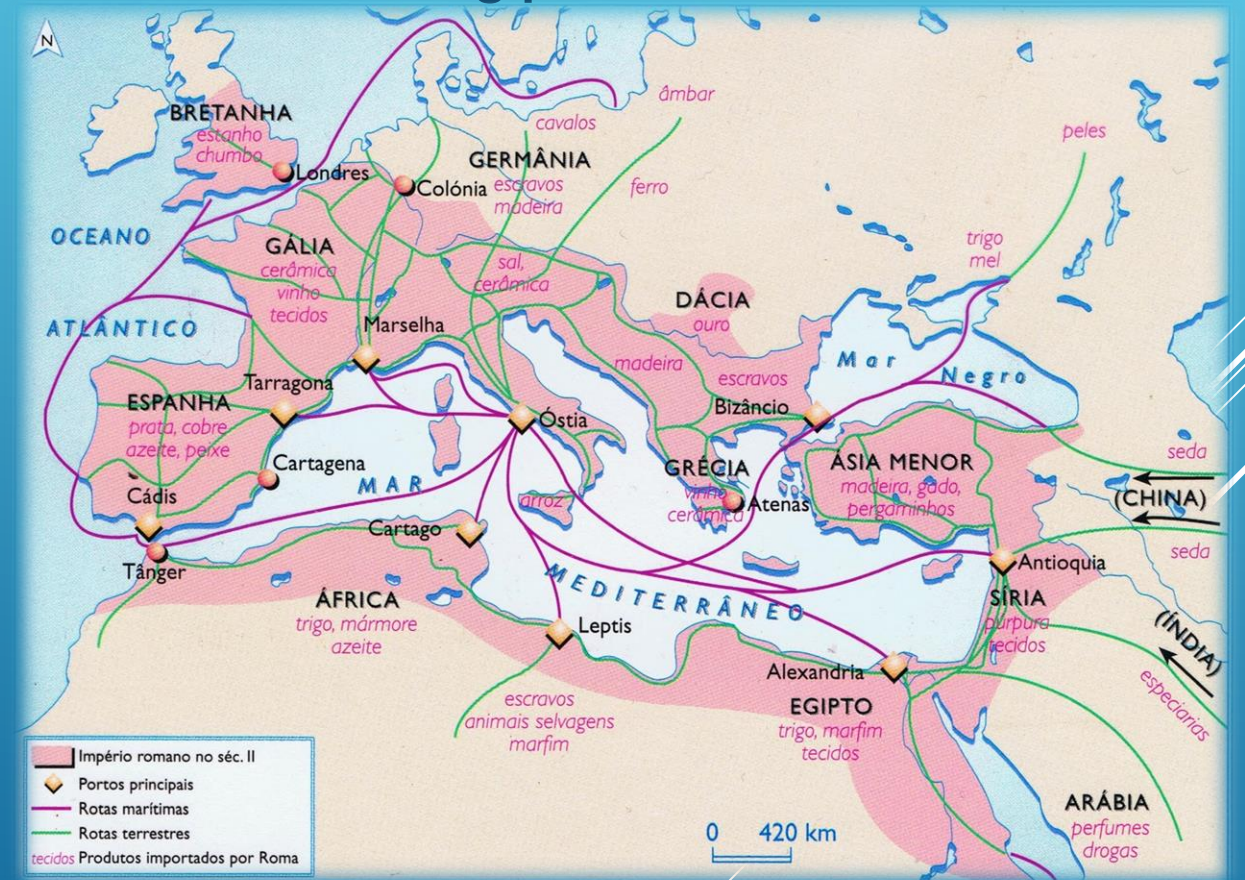 N
BRETANHA
estanho
chumbo
Londres
âmbar
cavalos
peles
GERMÂNIA
escravos
madeira
Colónia
ferro
OCEANO
ATLÂNTICO
GÁLIA
cerâmica
vinho
tecidos
sal,
cerâmica
trigo
mel
DÁCIA
ouro
Marselha
madeira
escravos
Mar Negro
Tarragona
ESPANHA
prata, cobre
azeite, peixe
Óstia
Bizâncio
Cartagena
Cádis
MAR
MEDITERRÂNEO
GRÉCIA
vinho
cerâmica
Atenas
ÁSIA MENOR
madeira, gado,
pergaminhos
seda
(CHINA)
seda
arroz
Cartago
Tânger
Antioquia
ÁFRICA
trigo, mármore
azeite
Leptis
SÍRIA
púrpura
tecidos
(ÍNDIA)
especiarias
Alexandria
escravos
animais selvagens
marfim
EGIPTO
trigo, marfim
tecidos
ARÁBIA
perfumes
drogas
Império romano no séc. II
Portos principais
Rotas marítimas
Rotas terrestres
tecidos Produtos importados por Roma
0 420 km